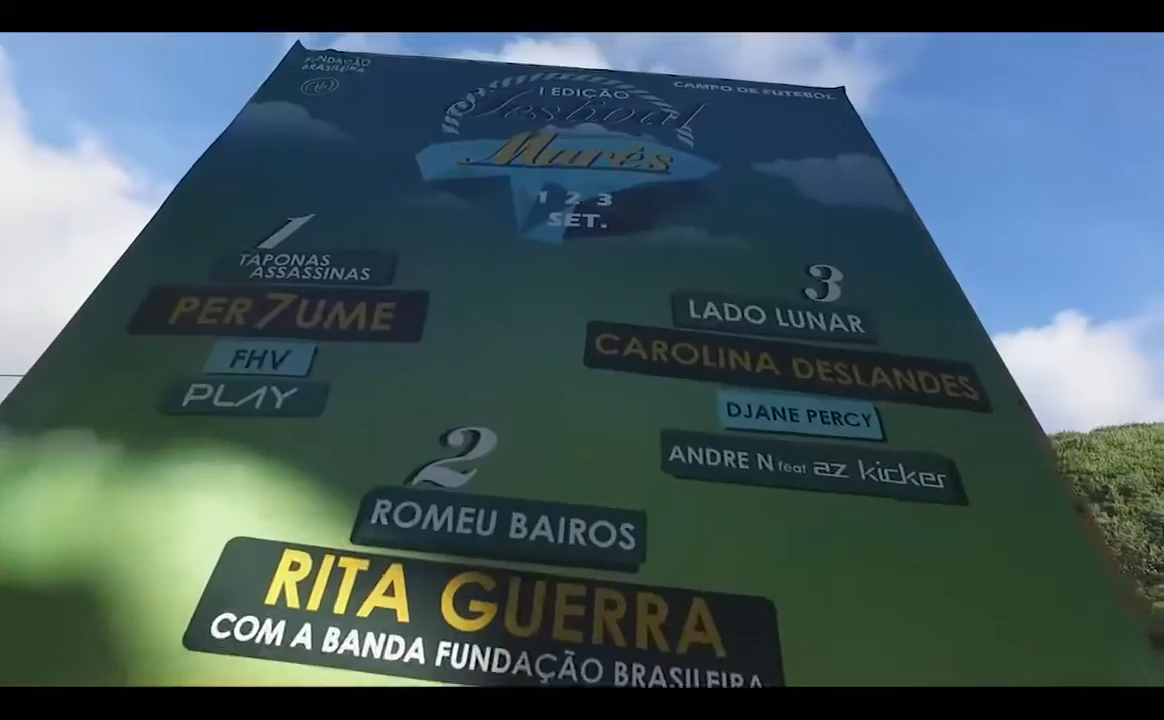 FUNDAÇÃO
BRASILEIRA
CAMPO DE FUTEBOL
I EDIÇÃO
Festival
Marés
1 2 3
SET.
1
TAPONAS
ASSASSINAS
PER7UME
FHV
PLAY
3
LADO LUNAR
CAROLINA DESLANDES
DJANE PERCY
ANDRE N feat az kicker
2
ROMEU BAIROS
RITA GUERRA
COM A BANDA FUNDAÇÃO BRASILEIRA